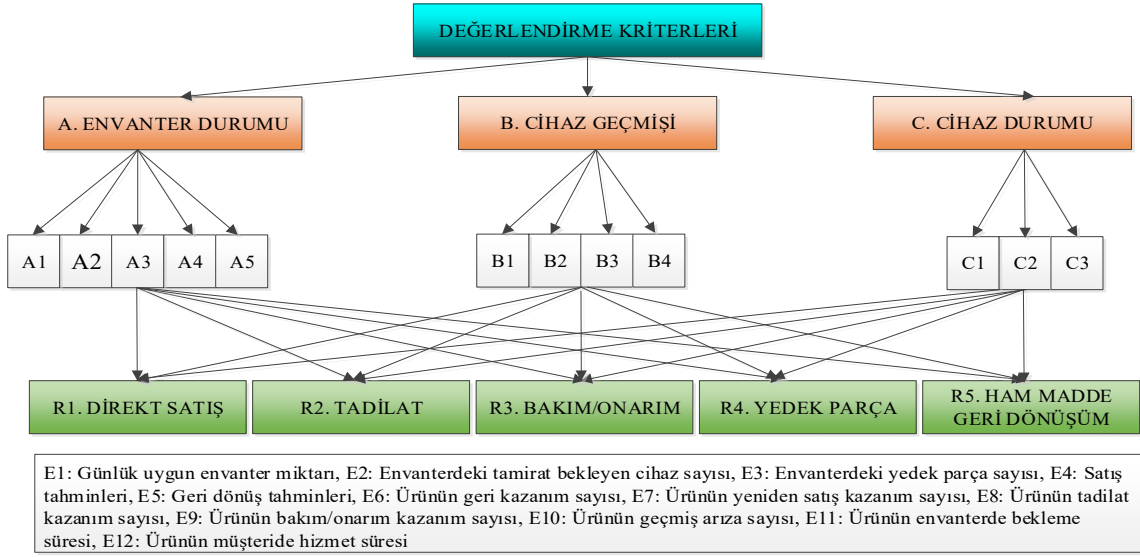 DEĞERLENDİRME KRİTERLERİ
A. ENVANTER DURUMU
B. CİHAZ GEÇMİŞİ
C. CİHAZ DURUMU
A1 A2 A3 A4 A5
B1 B2 B3 B4
C1 C2 C3
R1. DİREKT SATIŞ
R2. TADİLAT
R3. BAKIM/ONARIM
R4. YEDEK PARÇA
R5. HAM MADDE
GERİ DÖNÜŞÜM
E1: Günlük uygun envanter miktarı, E2: Envanterdeki tamirat bekleyen cihaz sayısı, E3: Envanterdeki yedek parça sayısı, E4: Satış
tahminleri, E5: Geri dönüş tahminleri, E6: Ürünün geri kazanım sayısı, E7: Ürünün yeniden satış kazanım sayısı, E8: Ürünün tadilat
kazanım sayısı, E9: Ürünün bakım/onarım kazanım sayısı, E10: Ürünün geçmiş arıza sayısı, E11: Ürünün envanterde bekleme
süresi, E12: Ürünün müşteride hizmet süresi